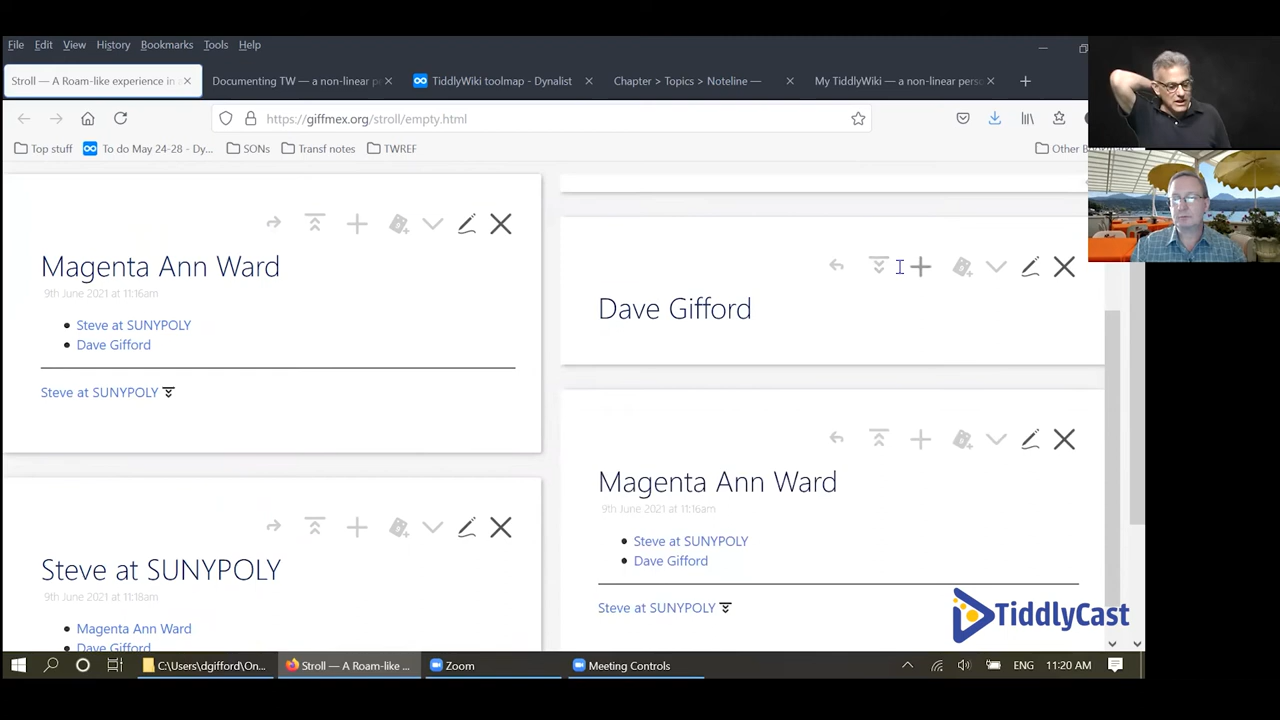 File Edit View History Bookmarks Tools Help
Stroll — A Roam-like experience in
Documenting TW — a non-linear
TiddlyWiki toolmap - Dynalist
Chapter > Topics > Noteline —
My TiddlyWiki — a non-linear
https://giffmex.org/stroll/empty.html
Top stuff
To do May 24-28 - Dy...
SONs
Transf notes
TWREF
Other
Magenta Ann Ward
9th June 2021 at 11:16am
Steve at SUNYPOLY
Dave Gifford
Steve at SUNYPOLY
Steve at SUNYPOLY
9th June 2021 at 11:18am
Magenta Ann Ward
Dave Gifford
Dave Gifford
Magenta Ann Ward
9th June 2021 at 11:16am
Steve at SUNYPOLY
Dave Gifford
Steve at SUNYPOLY
TiddlyCast
C:\Users\dgifford\On...
Stroll — A Roam-like ...
Zoom
Meeting Controls
ENG
11:20 AM